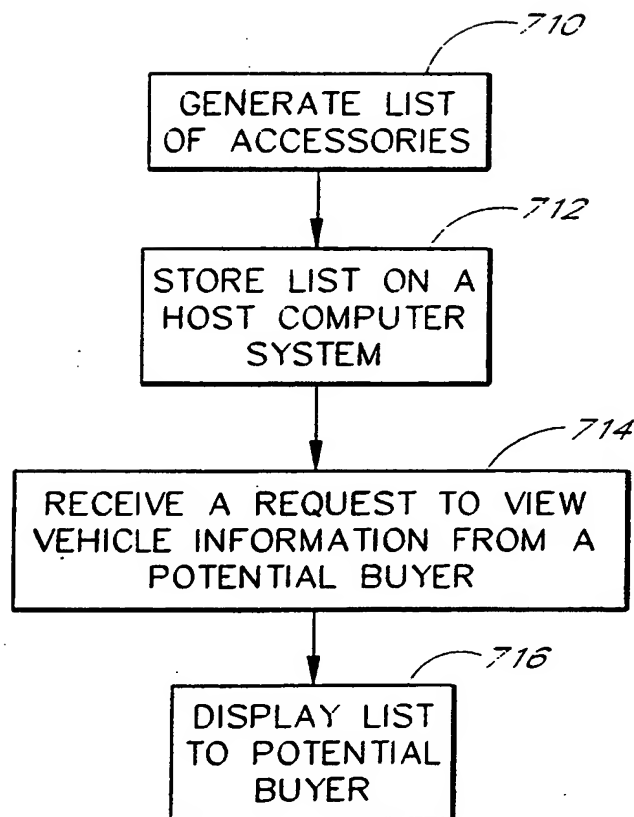 710
GENERATE LIST
OF ACCESSORIES
712
STORE LIST ON A
HOST COMPUTER
SYSTEM
714
RECEIVE A REQUEST TO VIEW
VEHICLE INFORMATION FROM A
POTENTIAL BUYER
716
DISPLAY LIST
TO POTENTIAL
BUYER